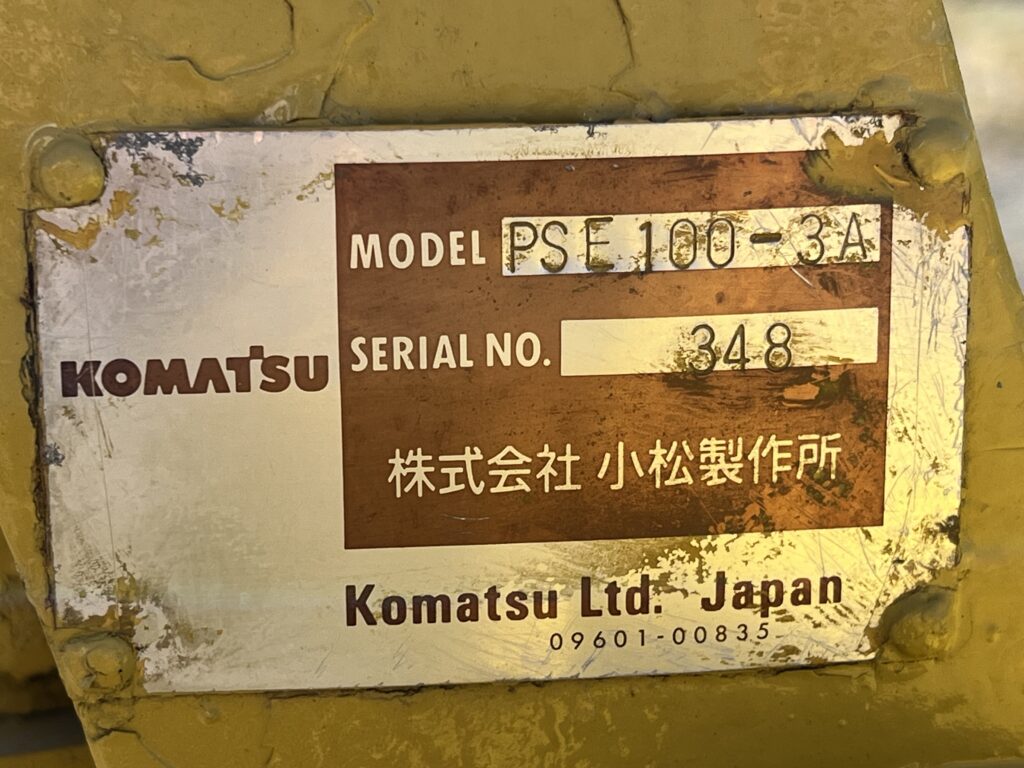 KOMATSU
MODEL PSE100-3A
SERIAL NO. 348
株式会社 小松製作所
Komatsu Ltd. Japan
09601-00835